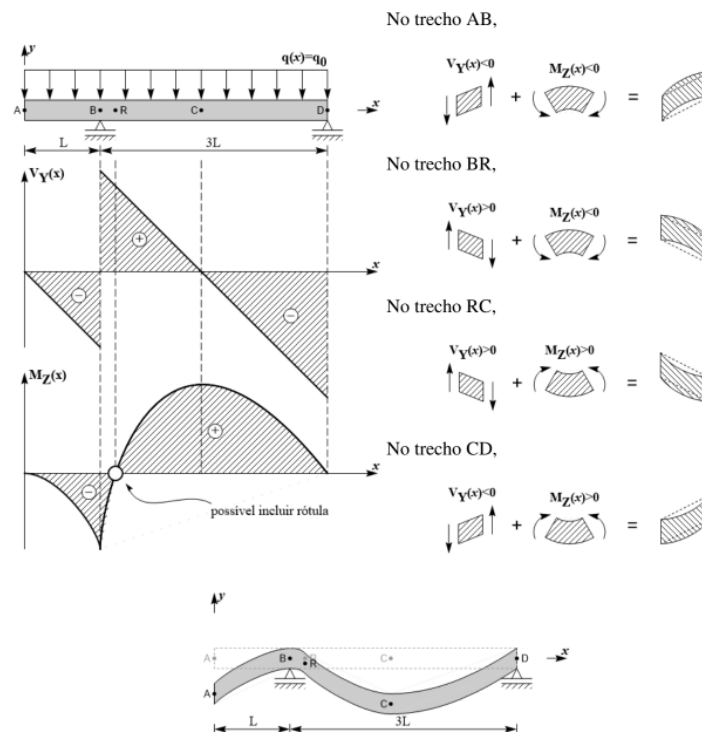 No trecho AB,
y
q(x)=q0
A B R C D x
L 3L
VY(x)<0 MZ(x)<0
+ =
VY(x)
+
x
−
−
No trecho BR,
VY(x)>0 MZ(x)<0
+ =
No trecho RC,
VY(x)>0 MZ(x)>0
+ =
MZ(x)
+
x
−
possível incluir rótula
No trecho CD,
VY(x)<0 MZ(x)>0
+ =
y
A B R C D x
A R C
L 3L